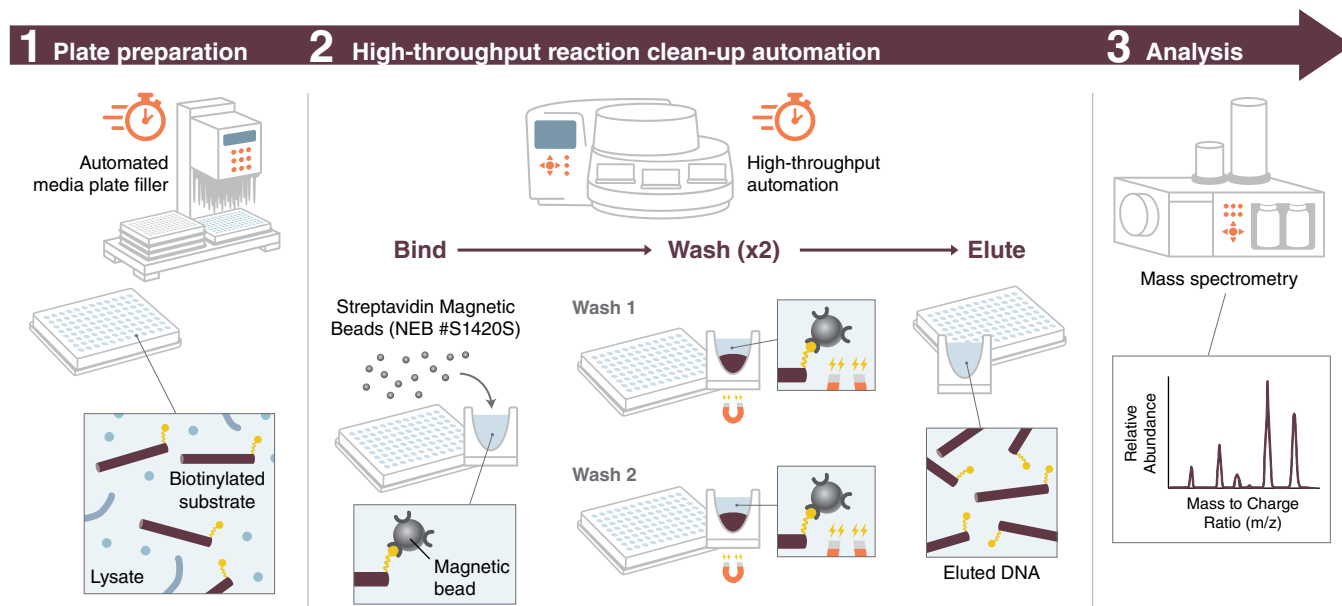 1 Plate preparation
2 High-throughput reaction clean-up automation
3 Analysis
Automated
media plate filler
Biotinylated
substrate
Lysate
High-throughput
automation
Bind
Wash (x2)
Elute
Streptavidin Magnetic
Beads (NEB #S1420S)
Magnetic
bead
Wash 1
Wash 2
Eluted DNA
Mass spectrometry
Relative
Abundance
Mass to Charge
Ratio (m/z)